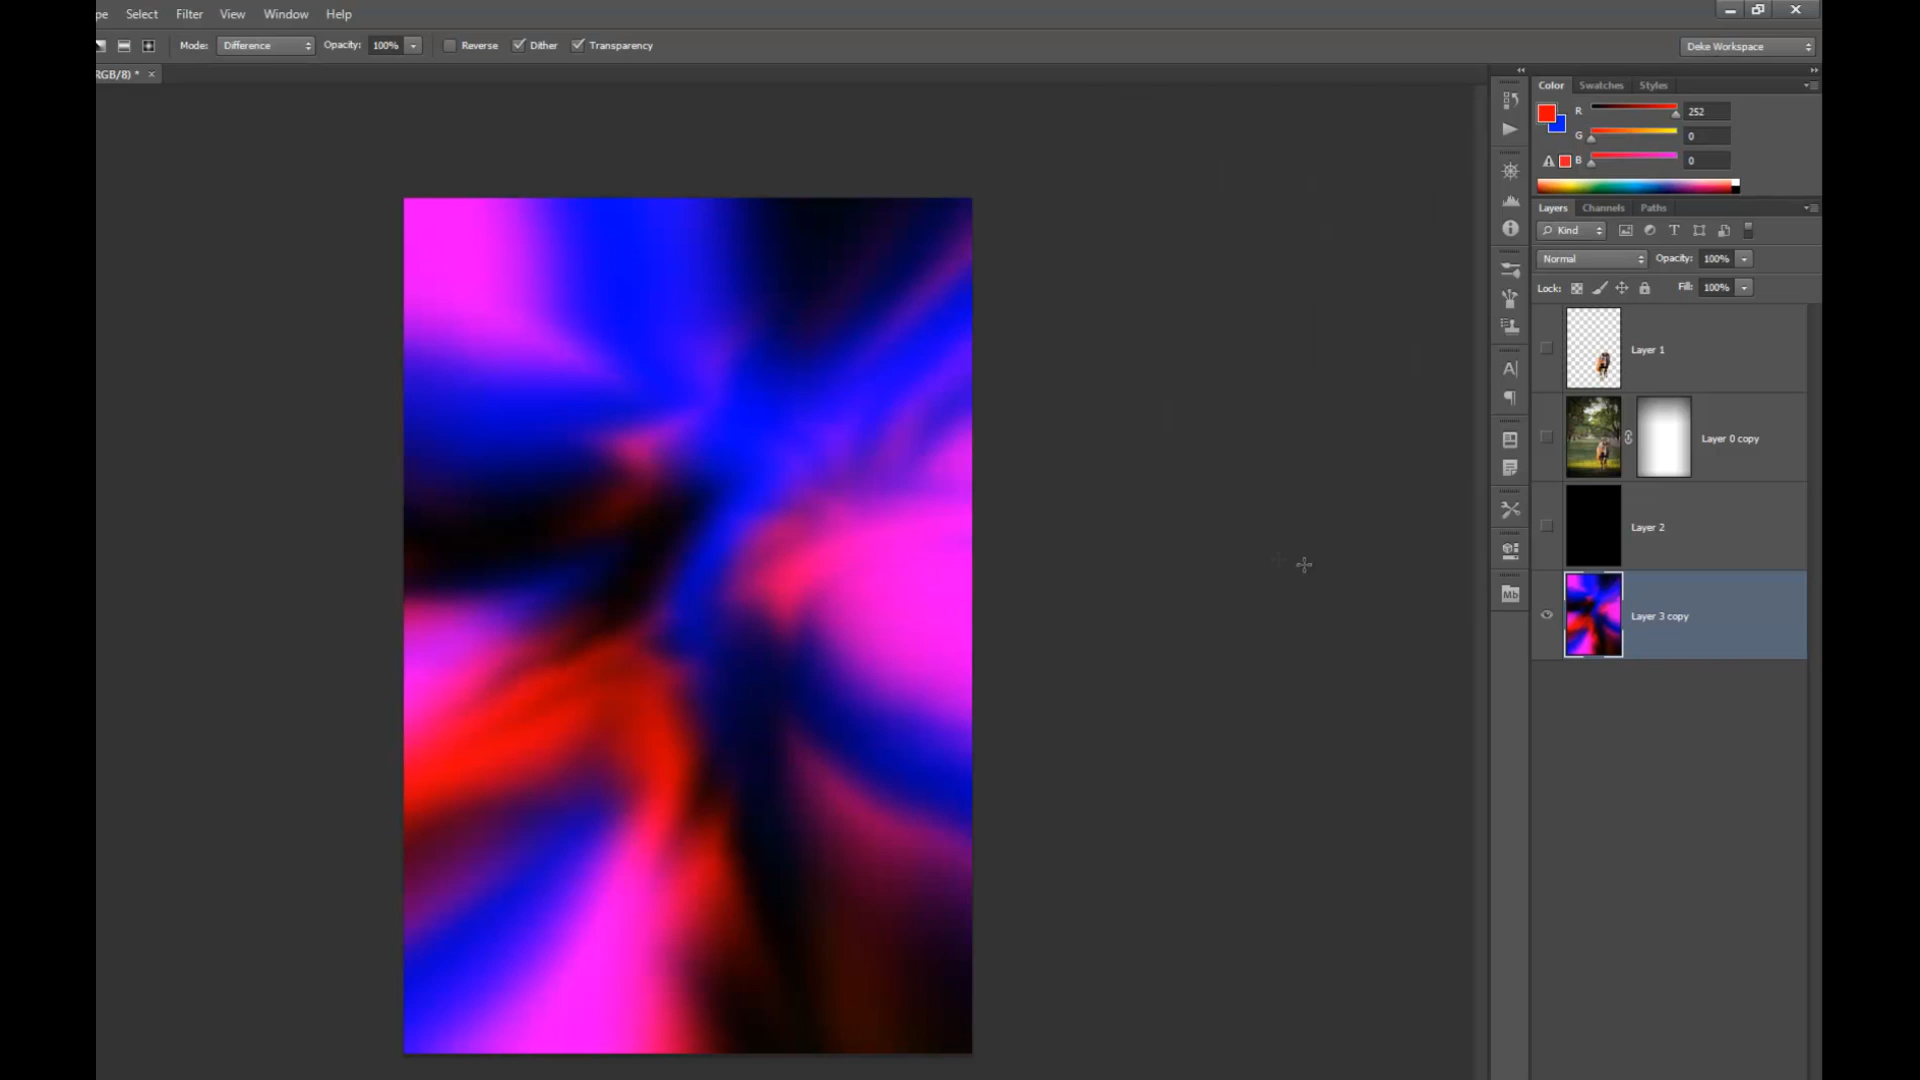 pe Select Filter View Window Help
Mode: Difference Opacity: 100% Reverse Dither Transparency
Deke Workspace
RGB/8) * ×
Color Swatches Styles
R 252
G 0
B 0
Layers Channels Paths
Kind
Normal Opacity: 100%
Lock: Fill: 100%
Layer 1
Layer 0 copy
Layer 2
Layer 3 copy
Mb